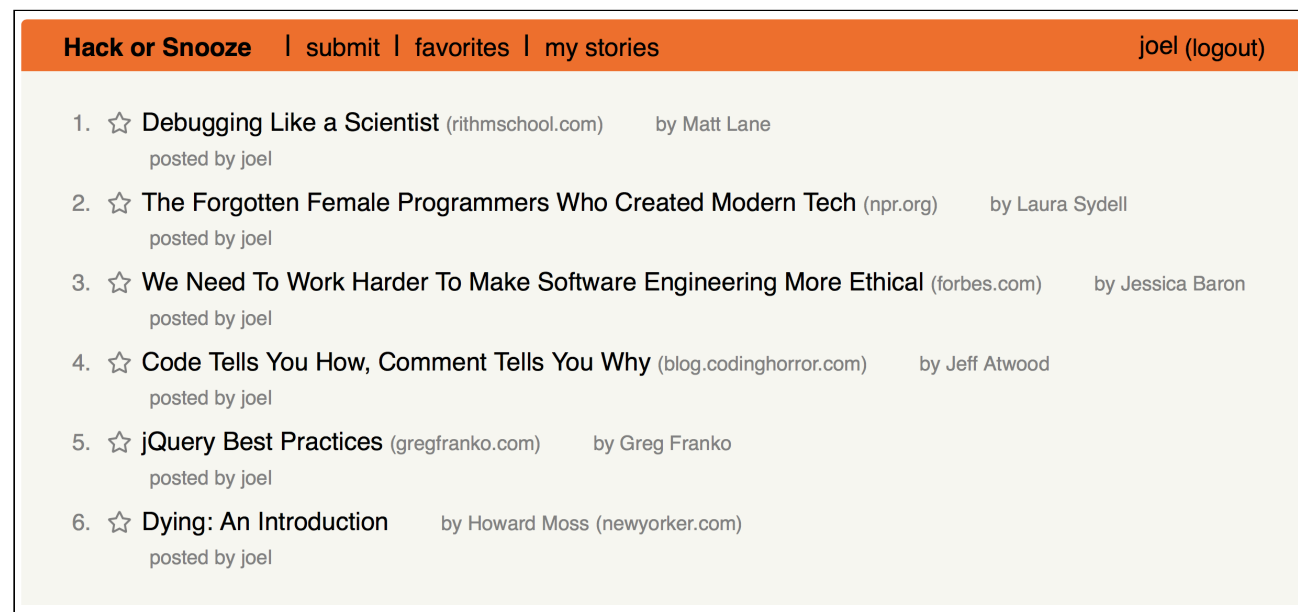 Hack or Snooze | submit | favorites | my stories joel (logout)
1. Debugging Like a Scientist (rithmschool.com) by Matt Lane
posted by joel
2. The Forgotten Female Programmers Who Created Modern Tech (npr.org) by Laura Sydell
posted by joel
3. We Need To Work Harder To Make Software Engineering More Ethical (forbes.com) by Jessica Baron
posted by joel
4. Code Tells You How, Comment Tells You Why (blog.codinghorror.com) by Jeff Atwood
posted by joel
5. jQuery Best Practices (gregfranko.com) by Greg Franko
posted by joel
6. Dying: An Introduction by Howard Moss (newyorker.com)
posted by joel